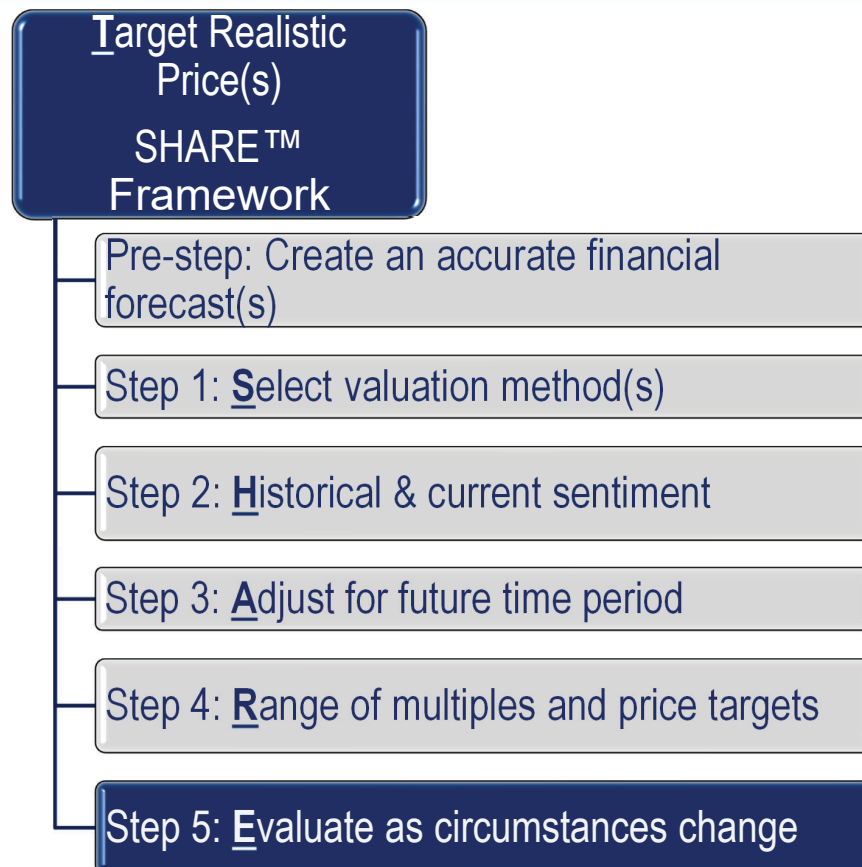 Target Realistic
Price(s)
SHARE™
Framework
Pre-step: Create an accurate financial
forecast(s)
Step 1: Select valuation method(s)
Step 2: Historical & current sentiment
Step 3: Adjust for future time period
Step 4: Range of multiples and price targets
Step 5: Evaluate as circumstances change